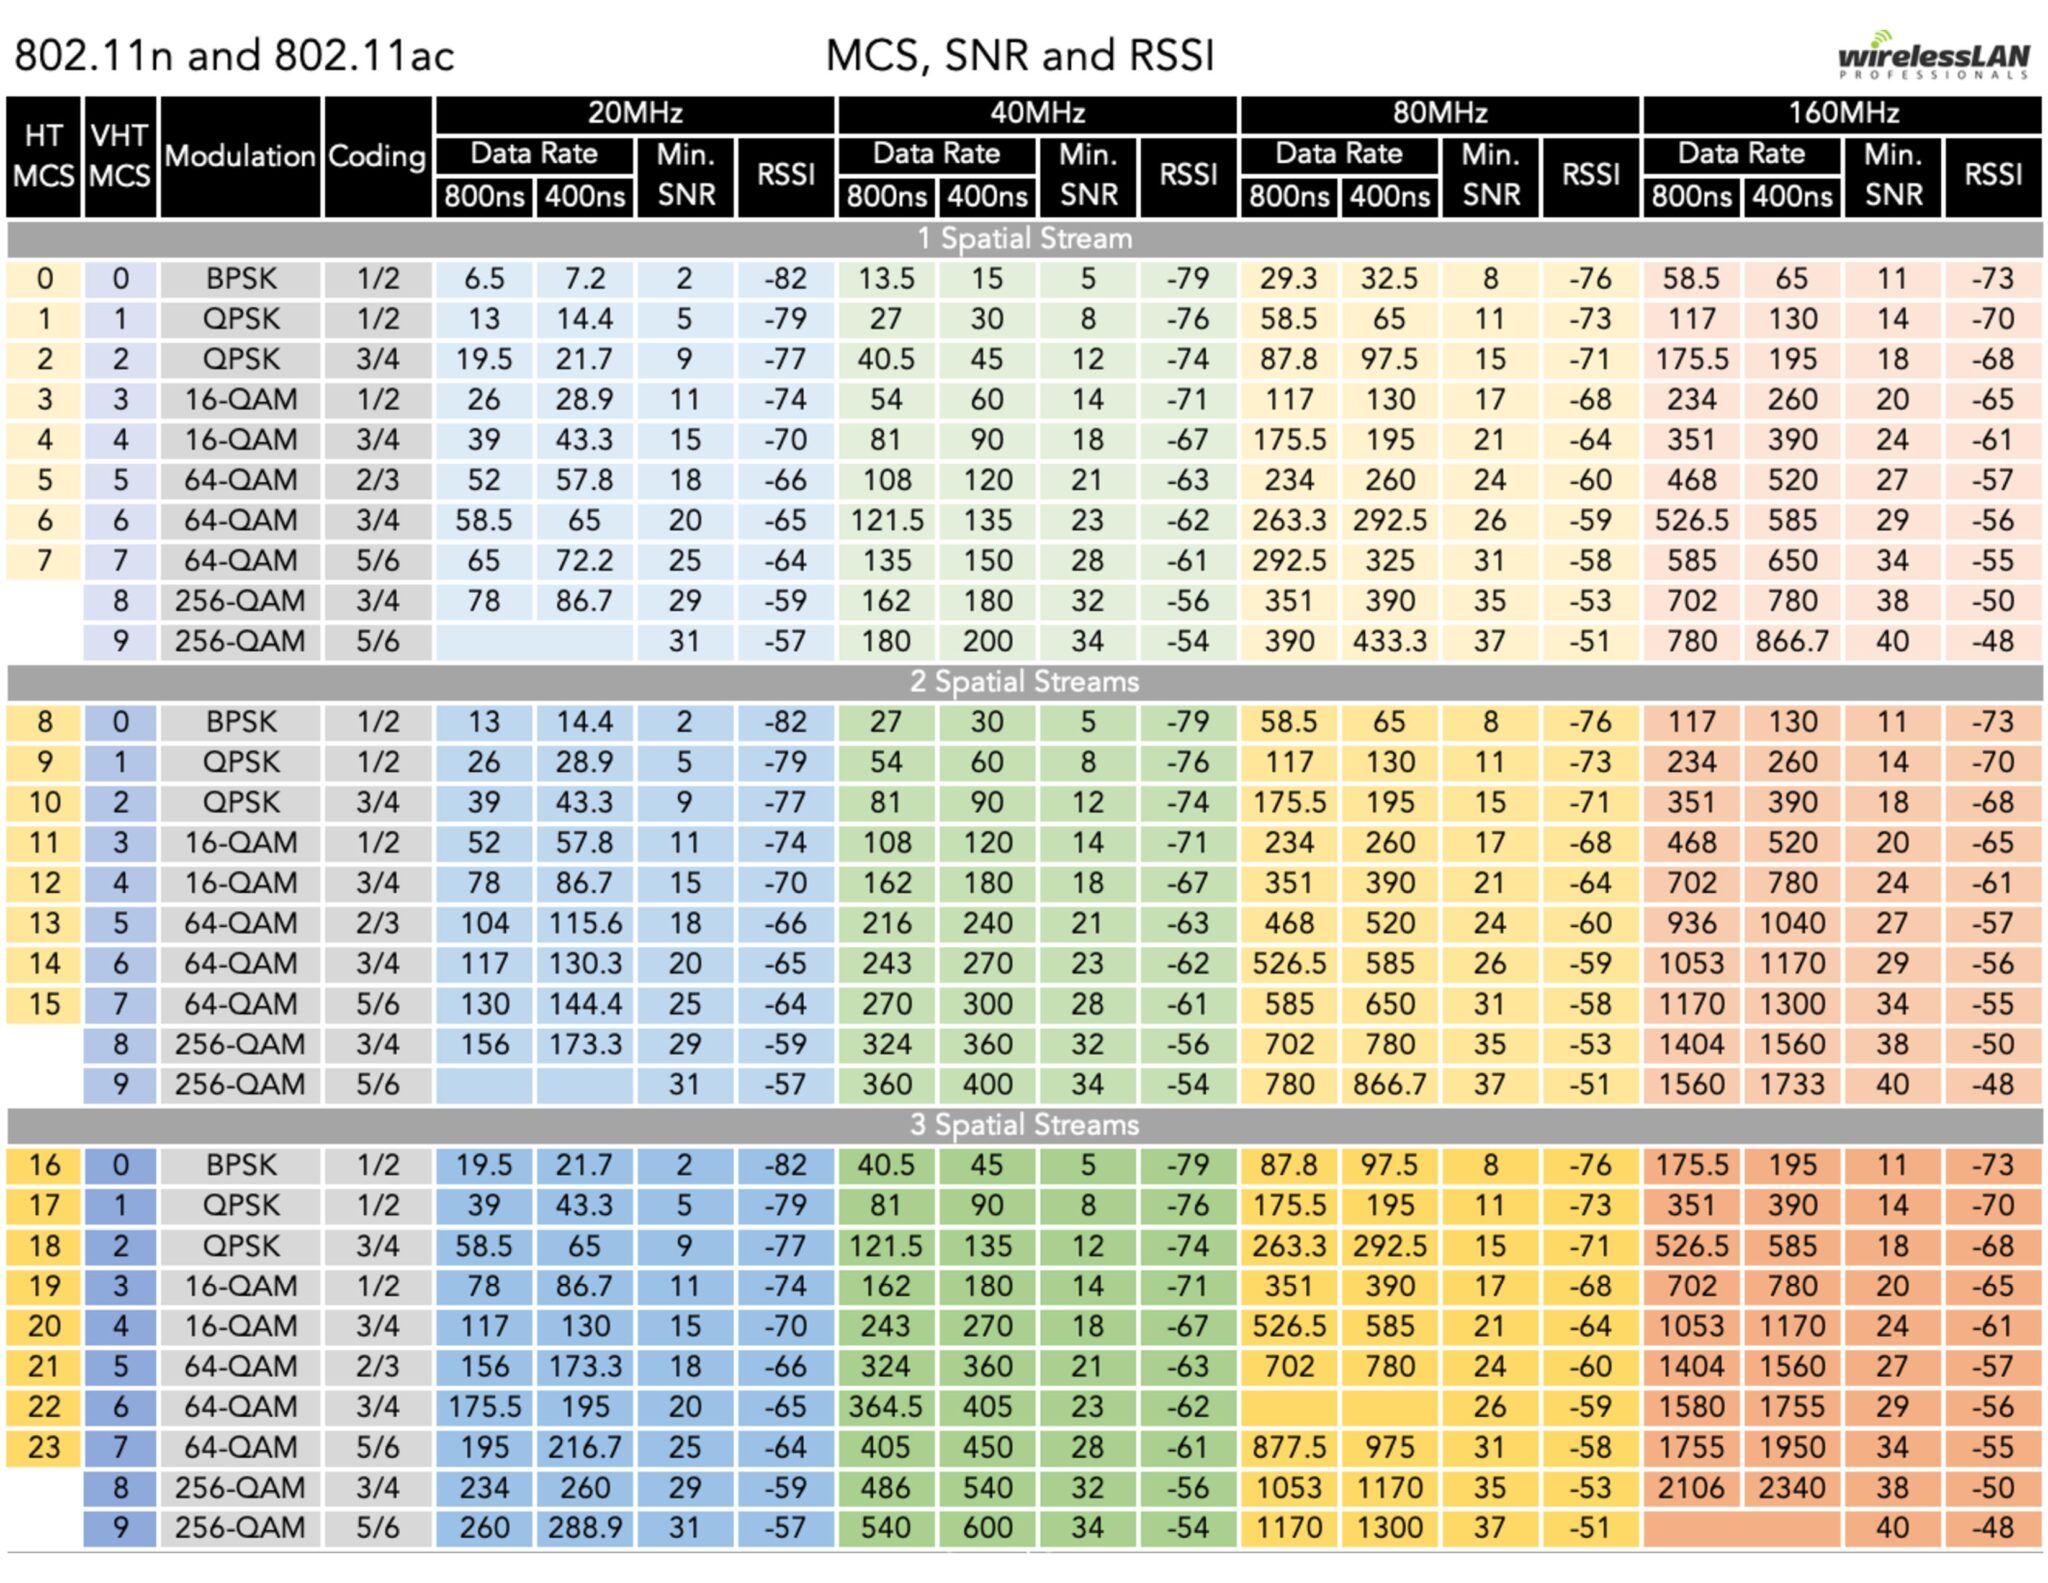 802.11n and 802.11ac MCS, SNR and RSSI wirelessLAN
PROFESSIONALS
20MHz 40MHz 80MHz 160MHz
HT MCS VHT MCS Modulation Coding Data Rate Min. SNR RSSI Data Rate Min. SNR RSSI Data Rate Min. SNR RSSI Data Rate Min. SNR RSSI
800ns 400ns 800ns 400ns 800ns 400ns 800ns 400ns
1 Spatial Stream
0 0 BPSK 1/2 6.5 7.2 2 -82 13.5 15 5 -79 29.3 32.5 8 -76 58.5 65 11 -73
1 1 QPSK 1/2 13 14.4 5 -79 27 30 8 -76 58.5 65 11 -73 117 130 14 -70
2 2 QPSK 3/4 19.5 21.7 9 -77 40.5 45 12 -74 87.8 97.5 15 -71 175.5 195 18 -68
3 3 16-QAM 1/2 26 28.9 11 -74 54 60 14 -71 117 130 17 -68 234 260 20 -65
4 4 16-QAM 3/4 39 43.3 15 -70 81 90 18 -67 175.5 195 21 -64 351 390 24 -61
5 5 64-QAM 2/3 52 57.8 18 -66 108 120 21 -63 234 260 24 -60 468 520 27 -57
6 6 64-QAM 3/4 58.5 65 20 -65 121.5 135 23 -62 263.3 292.5 26 -59 526.5 585 29 -56
7 7 64-QAM 5/6 65 72.2 25 -64 135 150 28 -61 292.5 325 31 -58 585 650 34 -55
8 256-QAM 3/4 78 86.7 29 -59 162 180 32 -56 351 390 35 -53 702 780 38 -50
9 256-QAM 5/6 31 -57 180 200 34 -54 390 433.3 37 -51 780 866.7 40 -48
2 Spatial Streams
8 0 BPSK 1/2 13 14.4 2 -82 27 30 5 -79 58.5 65 8 -76 117 130 11 -73
9 1 QPSK 1/2 26 28.9 5 -79 54 60 8 -76 117 130 11 -73 234 260 14 -70
10 2 QPSK 3/4 39 43.3 9 -77 81 90 12 -74 175.5 195 15 -71 351 390 18 -68
11 3 16-QAM 1/2 52 57.8 11 -74 108 120 14 -71 234 260 17 -68 468 520 20 -65
12 4 16-QAM 3/4 78 86.7 15 -70 162 180 18 -67 351 390 21 -64 702 780 24 -61
13 5 64-QAM 2/3 104 115.6 18 -66 216 240 21 -63 468 520 24 -60 936 1040 27 -57
14 6 64-QAM 3/4 117 130.3 20 -65 243 270 23 -62 526.5 585 26 -59 1053 1170 29 -56
15 7 64-QAM 5/6 130 144.4 25 -64 270 300 28 -61 585 650 31 -58 1170 1300 34 -55
8 256-QAM 3/4 156 173.3 29 -59 324 360 32 -56 702 780 35 -53 1404 1560 38 -50
9 256-QAM 5/6 31 -57 360 400 34 -54 780 866.7 37 -51 1560 1733 40 -48
3 Spatial Streams
16 0 BPSK 1/2 19.5 21.7 2 -82 40.5 45 5 -79 87.8 97.5 8 -76 175.5 195 11 -73
17 1 QPSK 1/2 39 43.3 5 -79 81 90 8 -76 175.5 195 11 -73 351 390 14 -70
18 2 QPSK 3/4 58.5 65 9 -77 121.5 135 12 -74 263.3 292.5 15 -71 526.5 585 18 -68
19 3 16-QAM 1/2 78 86.7 11 -74 162 180 14 -71 351 390 17 -68 702 780 20 -65
20 4 16-QAM 3/4 117 130 15 -70 243 270 18 -67 526.5 585 21 -64 1053 1170 24 -61
21 5 64-QAM 2/3 156 173.3 18 -66 324 360 21 -63 702 780 24 -60 1404 1560 27 -57
22 6 64-QAM 3/4 175.5 195 20 -65 364.5 405 23 -62 26 -59 1580 1755 29 -56
23 7 64-QAM 5/6 195 216.7 25 -64 405 450 28 -61 877.5 975 31 -58 1755 1950 34 -55
8 256-QAM 3/4 234 260 29 -59 486 540 32 -56 1053 1170 35 -53 2106 2340 38 -50
9 256-QAM 5/6 260 288.9 31 -57 540 600 34 -54 1170 1300 37 -51 40 -48